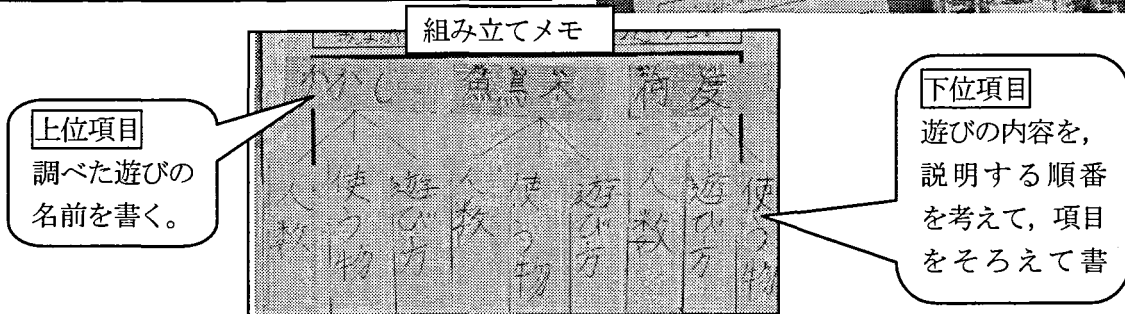 組み立てメモ
上位項目
調べた遊びの
名前を書く。
下位項目
遊びの内容を,
説明する順番
を考えて, 項目
をそろえて書
魚鳥木
使う物
遊び方
人数
遊び方
使う物
人数
遊び方
使う物
人数